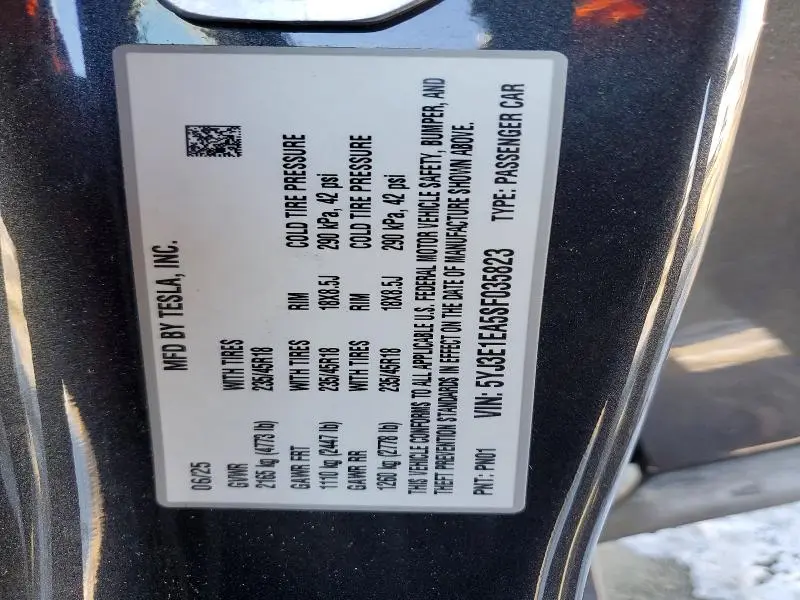 MFD BY TESLA, INC.
06/25
GVWR WITH TIRES
2165 kg (4773 lb) 235/45R18
GAWR FRT WITH TIRES RIM COLD TIRE PRESSURE
1110 kg (2447 lb) 235/45R18 18X8.5J 290 kPa, 42 psi
GAWR RR WITH TIRES RIM COLD TIRE PRESSURE
1260 kg (2778 lb) 235/45R18 18X8.5J 290 kPa, 42 psi
THIS VEHICLE CONFORMS TO ALL APPLICABLE U.S. FEDERAL MOTOR VEHICLE SAFETY, BUMPER, AND
THEFT PREVENTION STANDARDS IN EFFECT ON THE DATE OF MANUFACTURE SHOWN ABOVE.
PNT: PN01 VIN: 5YJ3E1EA5SF035823 TYPE: PASSENGER CAR